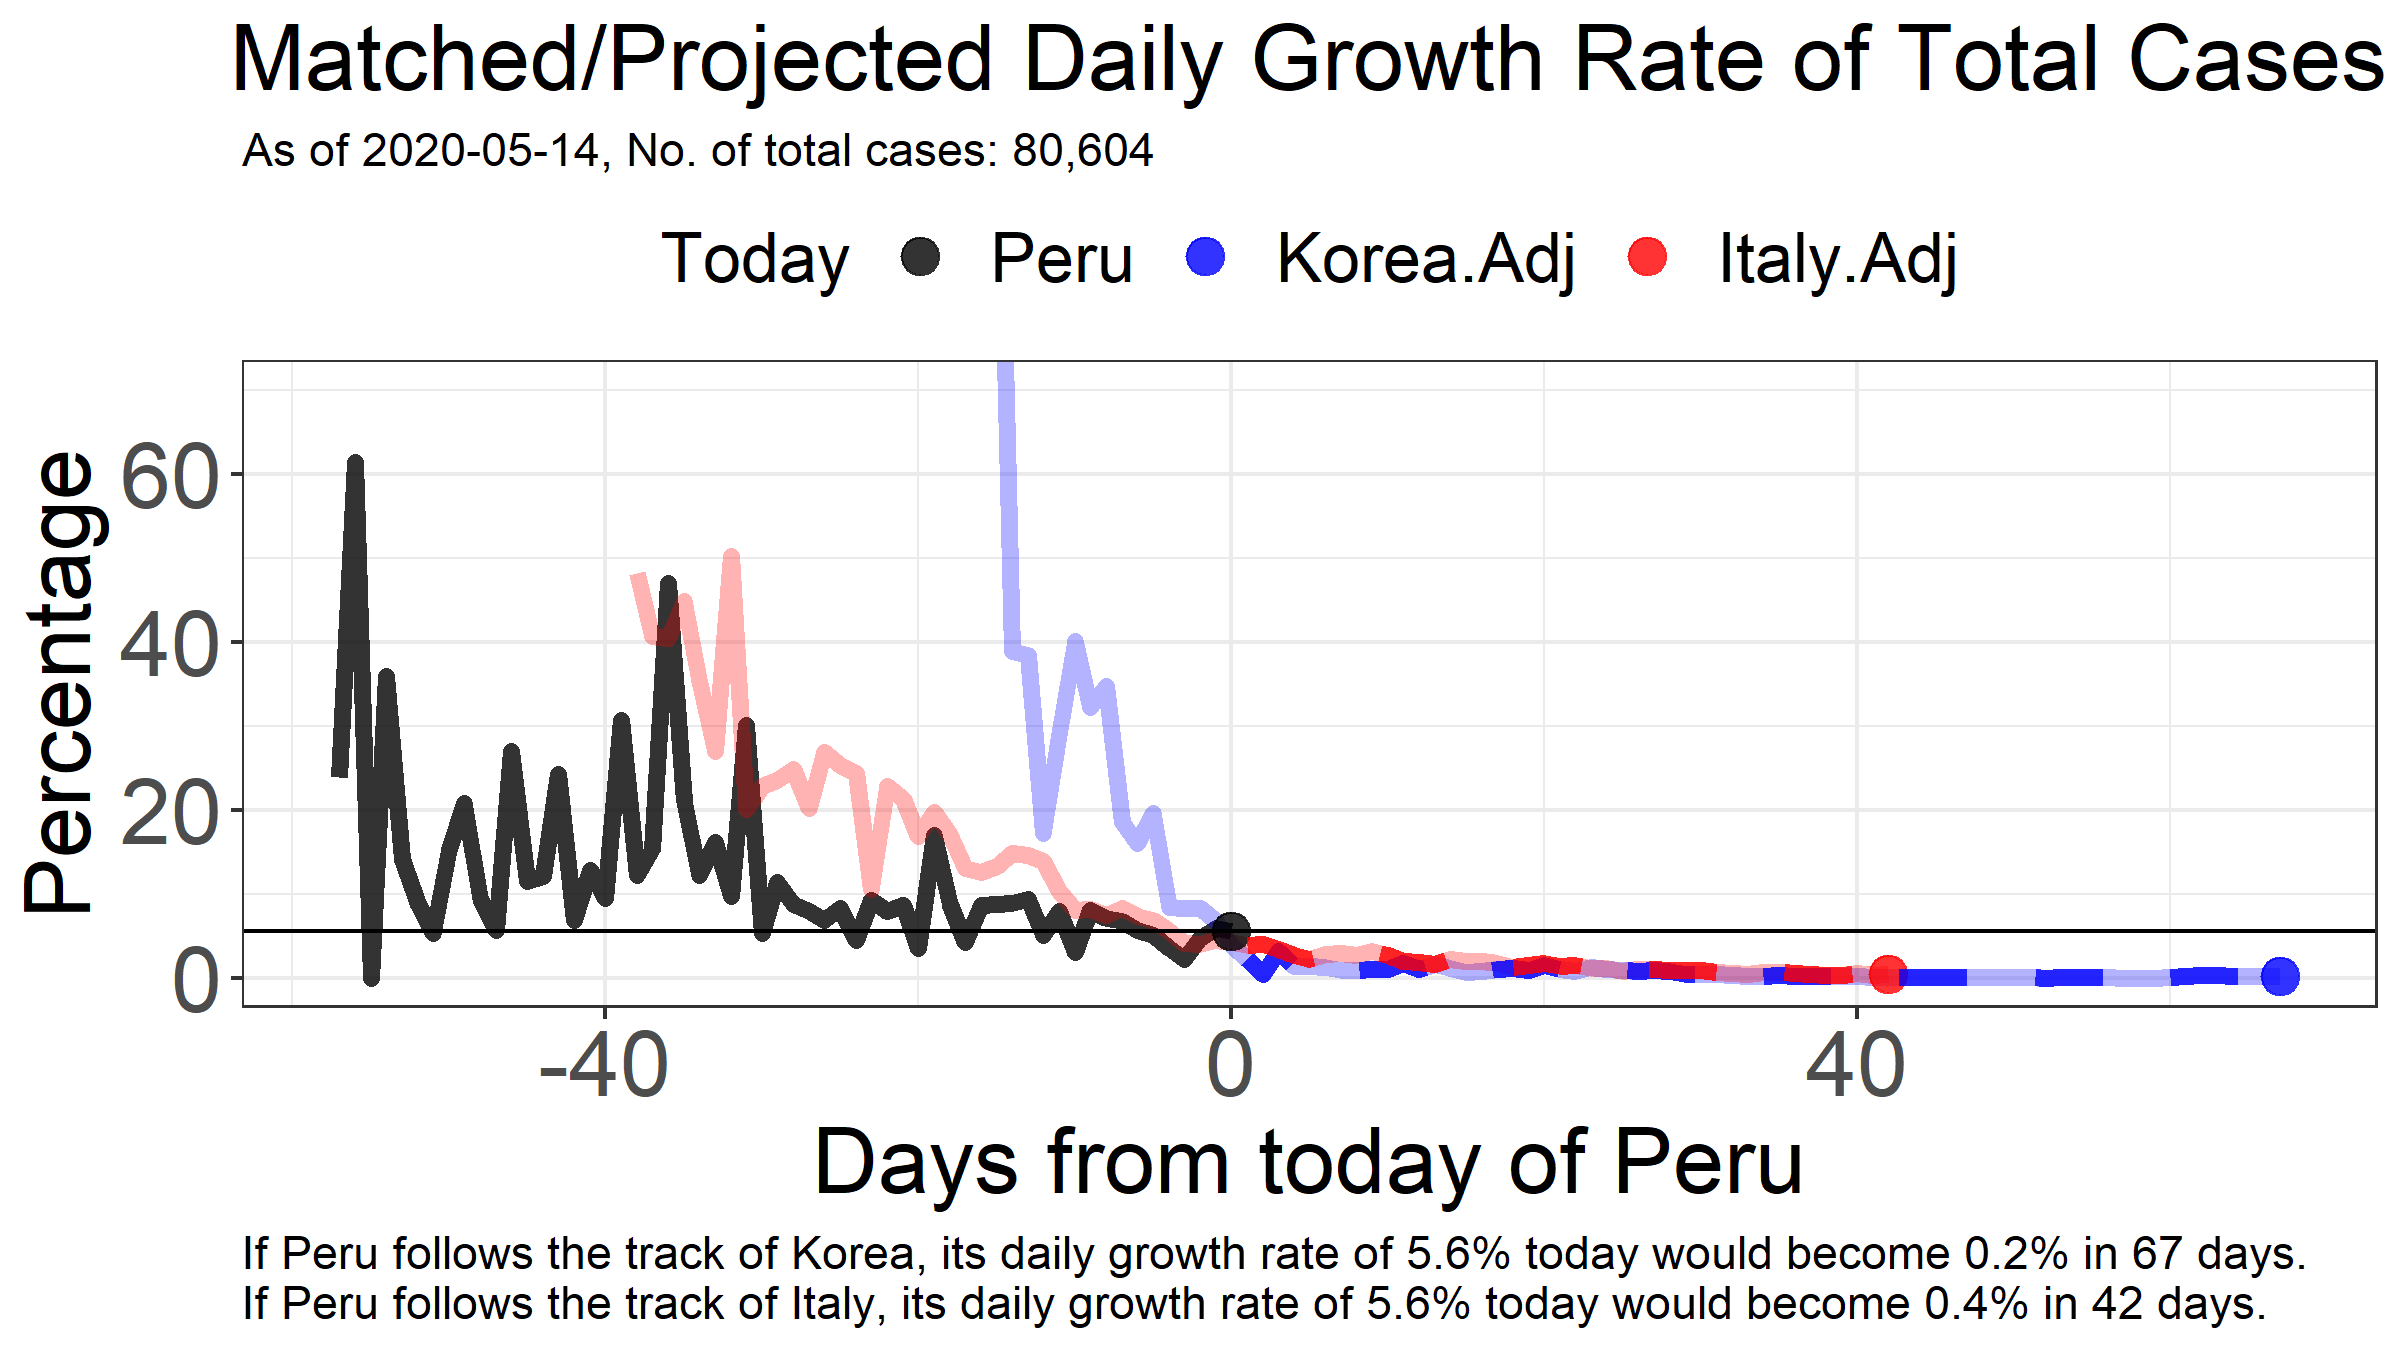 Matched/Projected Daily Growth Rate of Total Cases
As of 2020-05-14, No. of total cases: 80,604
Today Peru Korea.Adj Italy.Adj
Percentage
60
40
20
0
-40 0 40
Days from today of Peru
If Peru follows the track of Korea, its daily growth rate of 5.6% today would become 0.2% in 67 days.
If Peru follows the track of Italy, its daily growth rate of 5.6% today would become 0.4% in 42 days.